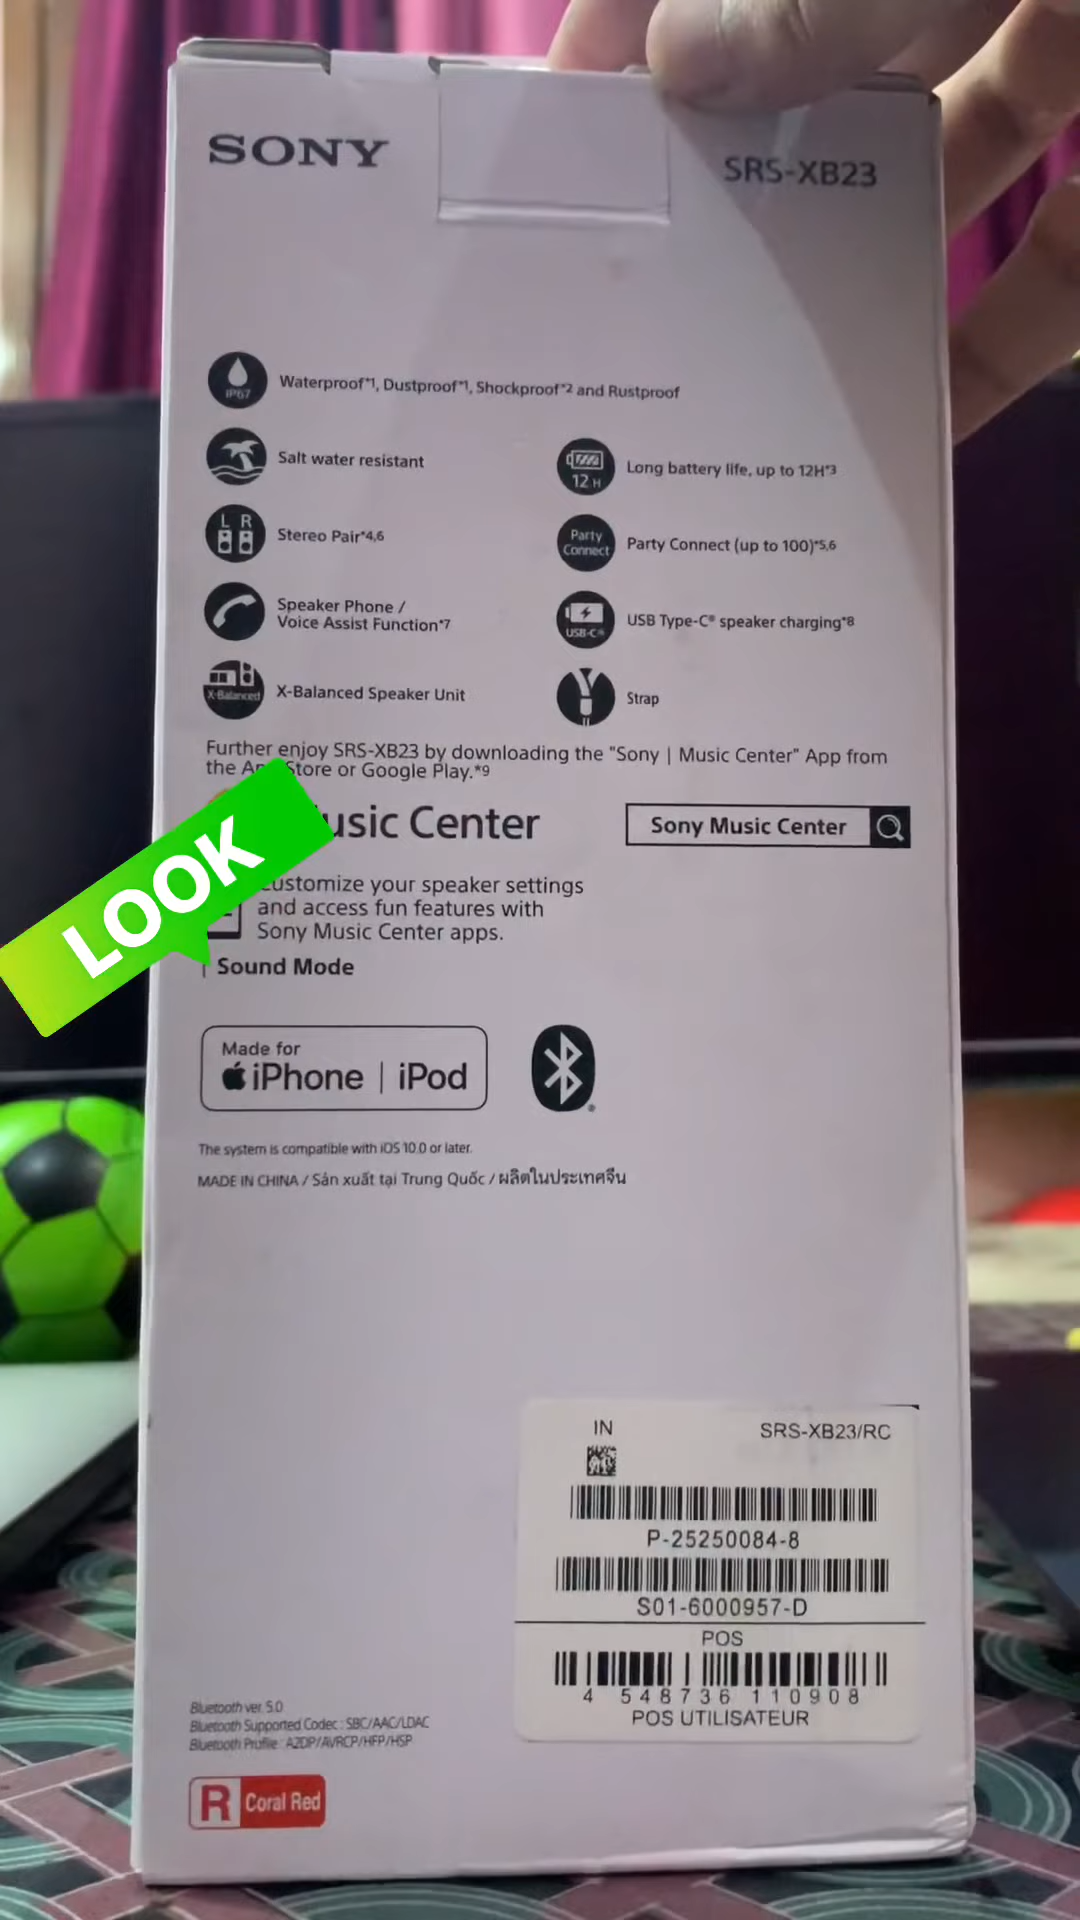 SONY
SRS-XB23
IP67
Waterproof*1, Dustproof*1, Shockproof*2 and Rustproof
Salt water resistant
12 H
Long battery life, up to 12H*3
L R
Stereo Pair*4,6
Party
Connect
Party Connect (up to 100)*5,6
Speaker Phone /
Voice Assist Function*7
USB-C®
USB Type-C® speaker charging*8
X-Balanced
X-Balanced Speaker Unit
Strap
Further enjoy SRS-XB23 by downloading the "Sony | Music Center" App from
the App Store or Google Play.*9
LOOK
Music Center
Sony Music Center
Customize your speaker settings
and access fun features with
Sony Music Center apps.
| Sound Mode
Made for
iPhone | iPod
The system is compatible with iOS 10.0 or later.
MADE IN CHINA / Sản xuất tại Trung Quốc / ผลิตในประเทศจีน
IN
SRS-XB23/RC
P-25250084-8
S01-6000957-D
POS
4 548736 110908
POS UTILISATEUR
Bluetooth ver. 5.0
Bluetooth Supported Codec : SBC/AAC/LDAC
Bluetooth Profile : A2DP/AVRCP/HFP/HSP
R Coral Red